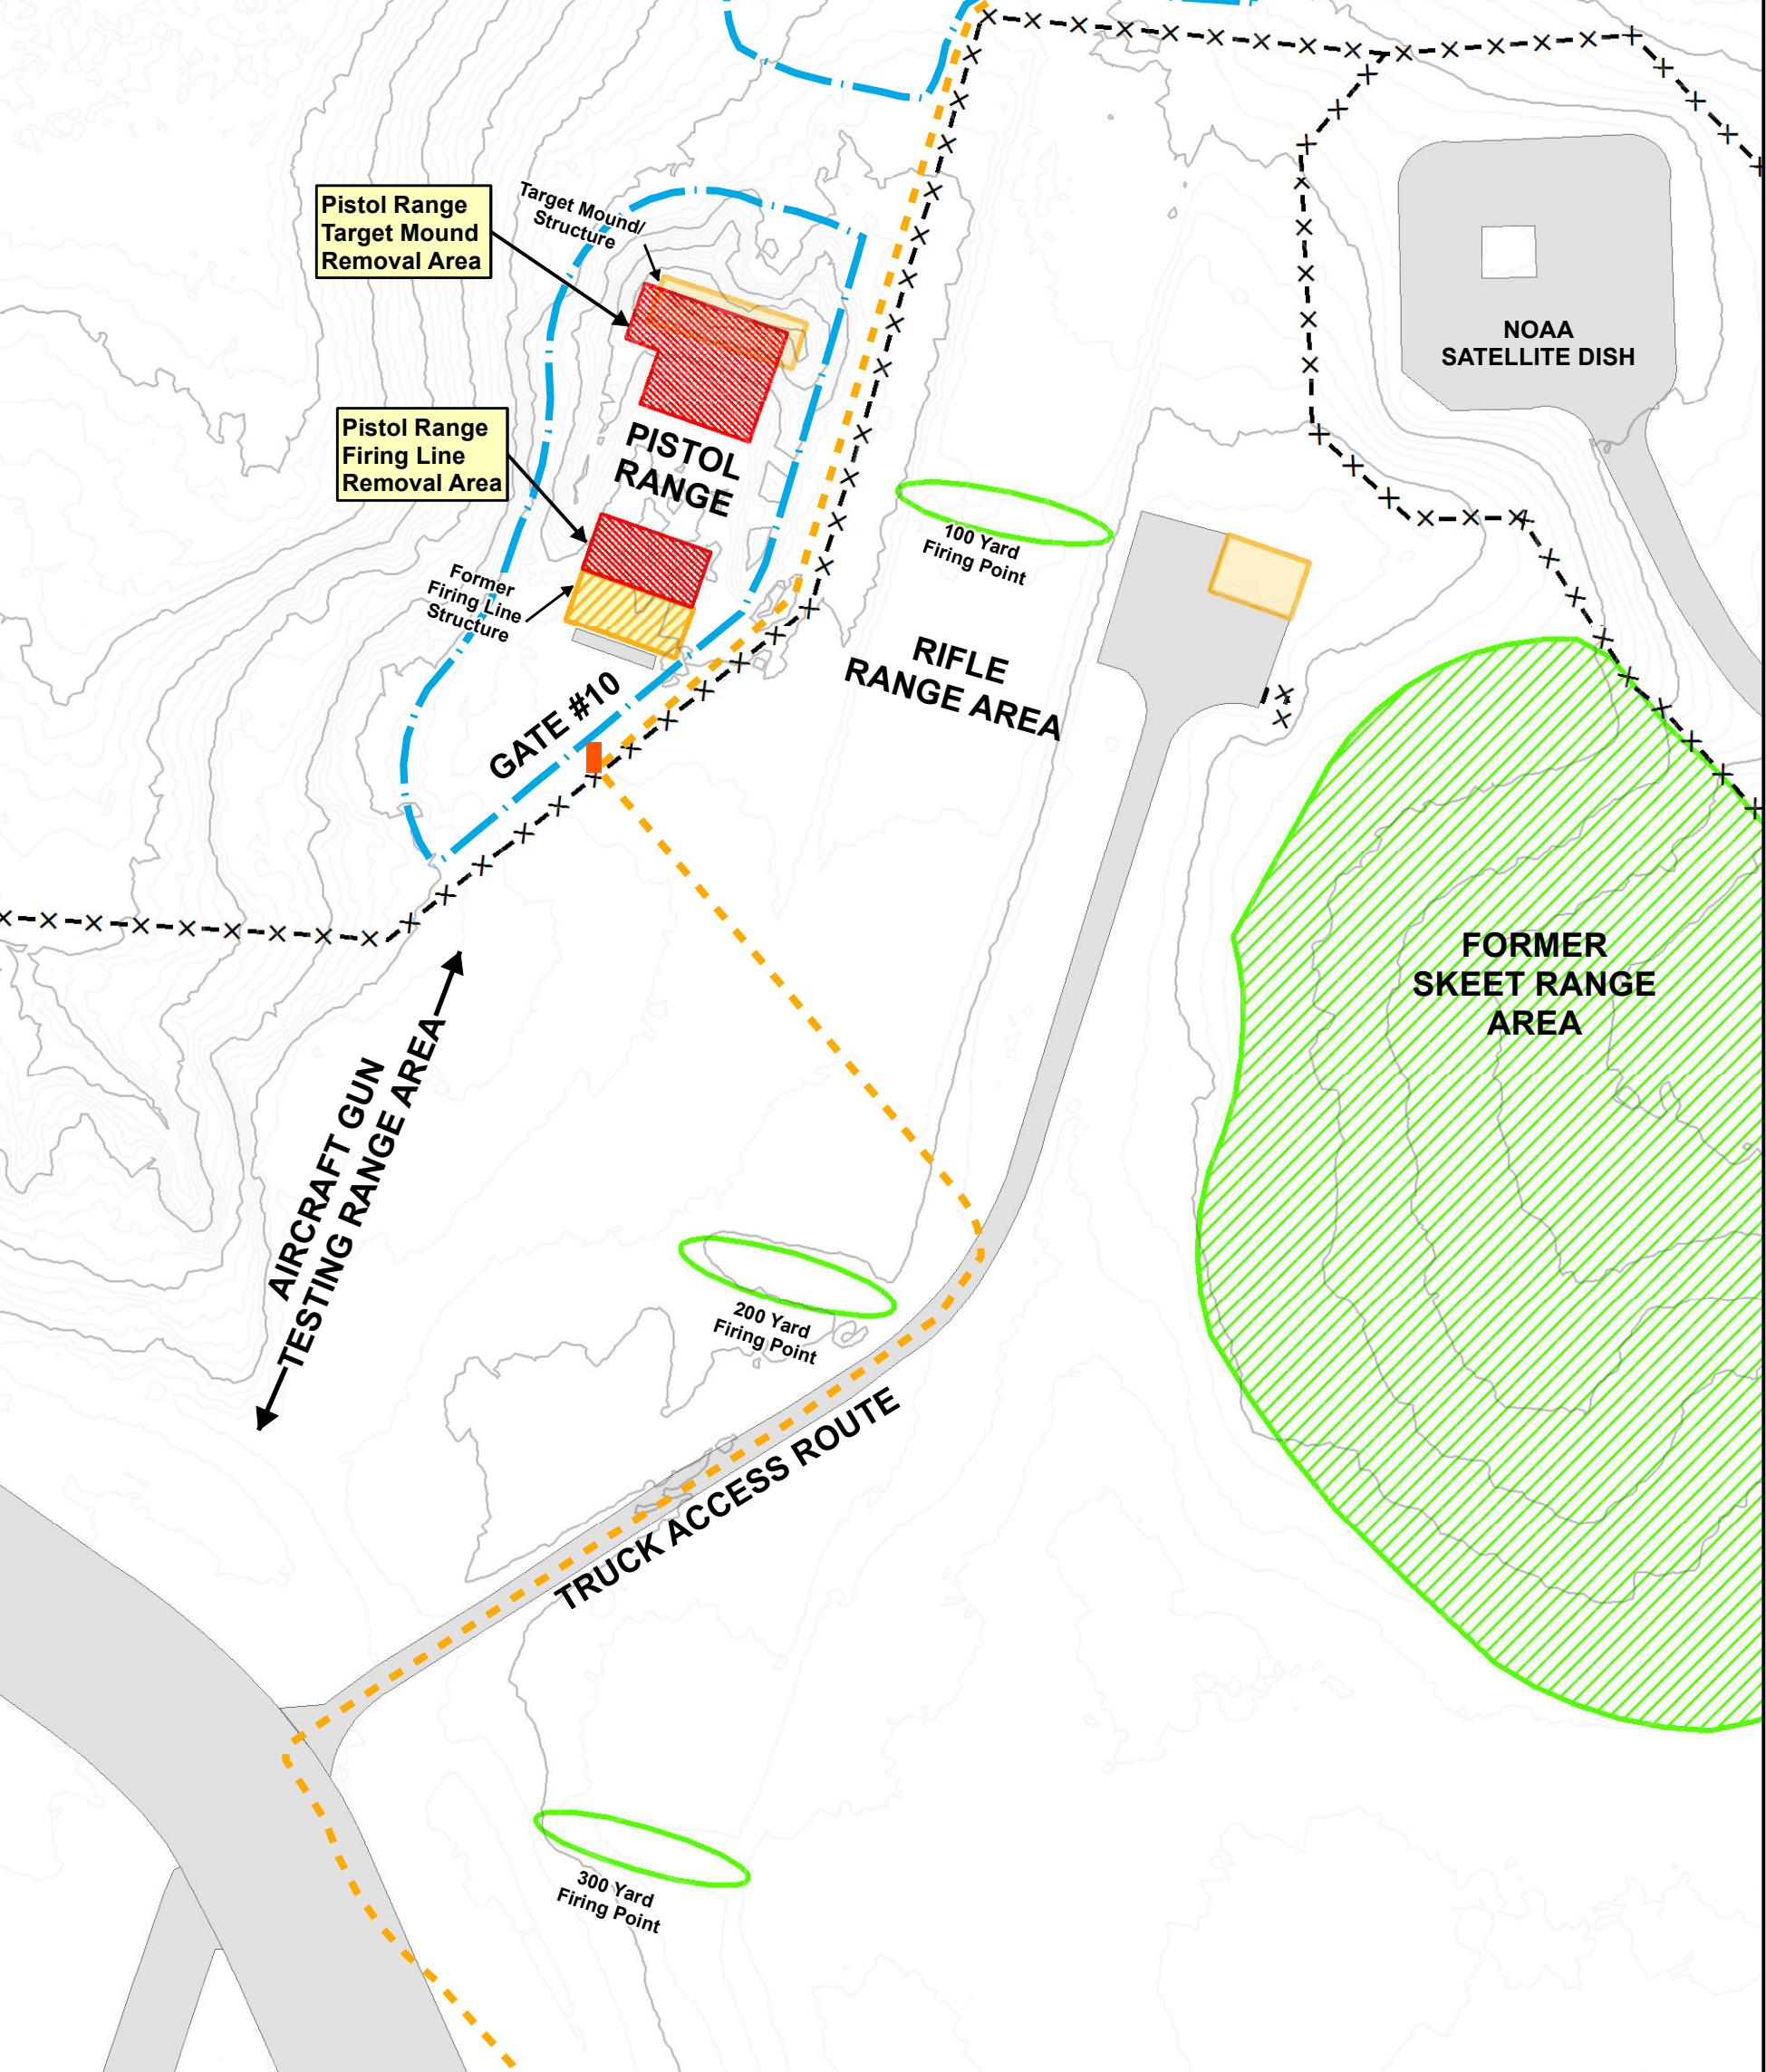 Pistol Range
Target Mound
Removal Area
Target Mound/
Structure
NOAA
SATELLITE DISH
Pistol Range
Firing Line
Removal Area
PISTOL
RANGE
100 Yard
Firing Point
Former
Firing Line
Structure
RIFLE
RANGE AREA
GATE #10
FORMER
SKEET RANGE
AREA
AIRCRAFT GUN
TESTING RANGE AREA
200 Yard
Firing Point
TRUCK ACCESS ROUTE
300 Yard
Firing Point